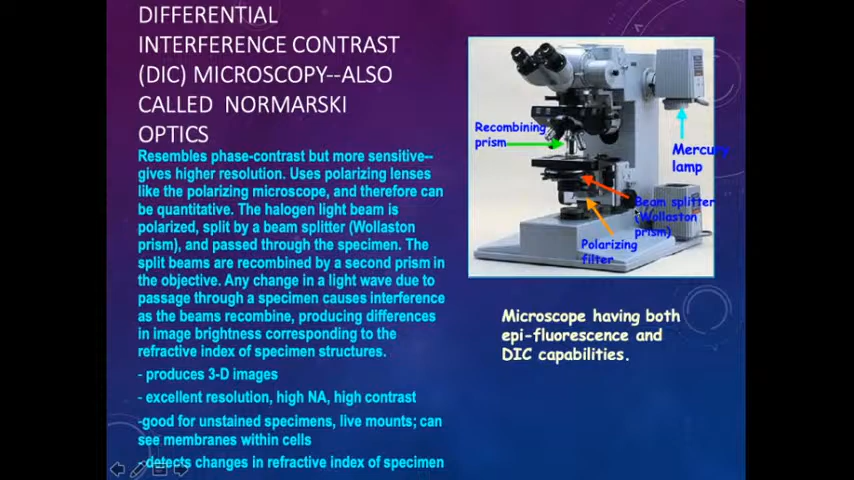 DIFFERENTIAL
INTERFERENCE CONTRAST
(DIC) MICROSCOPY--ALSO
CALLED NORMARSKI
OPTICS
Resembles phase-contrast but more sensitive--
gives higher resolution. Uses polarizing lenses
like the polarizing microscope, and therefore can
be quantitative. The halogen light beam is
polarized, split by a beam splitter (Wollaston
prism), and passed through the specimen. The
split beams are recombined by a second prism in
the objective. Any change in a light wave due to
passage through a specimen causes interference
as the beams recombine, producing differences
in image brightness corresponding to the
refractive index of specimen structures.
- produces 3-D images
- excellent resolution, high NA, high contrast
-good for unstained specimens, live mounts; can
see membranes within cells
-detects changes in refractive index of specimen
Recombining
prism
Mercury
lamp
Beam splitter
(Wollaston
prism)
Polarizing
filter
Microscope having both
epi-fluorescence and
DIC capabilities.